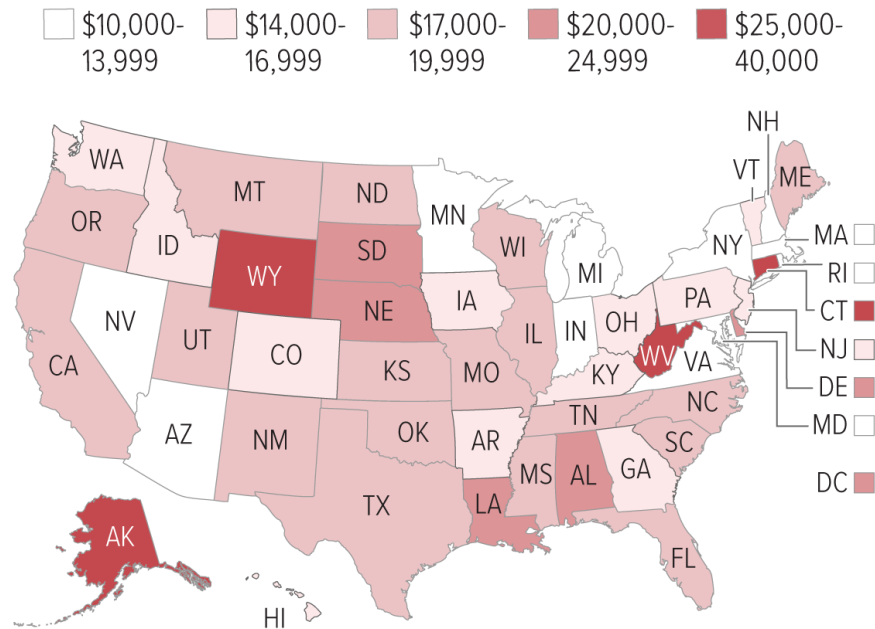 $10,000- $14,000- $17,000- $20,000- $25,000-
13,999 16,999 19,999 24,999 40,000
NH
WA VT ME
MT ND
OR MN MA
ID SD WI NY
WY MI RI
IA PA CT
NV NE
UT CO IL IN OH NJ
CA KS MO WV VA DE
KY
AZ NM OK TN NC MD
AR SC
MS AL GA DC
TX LA
AK FL
HI